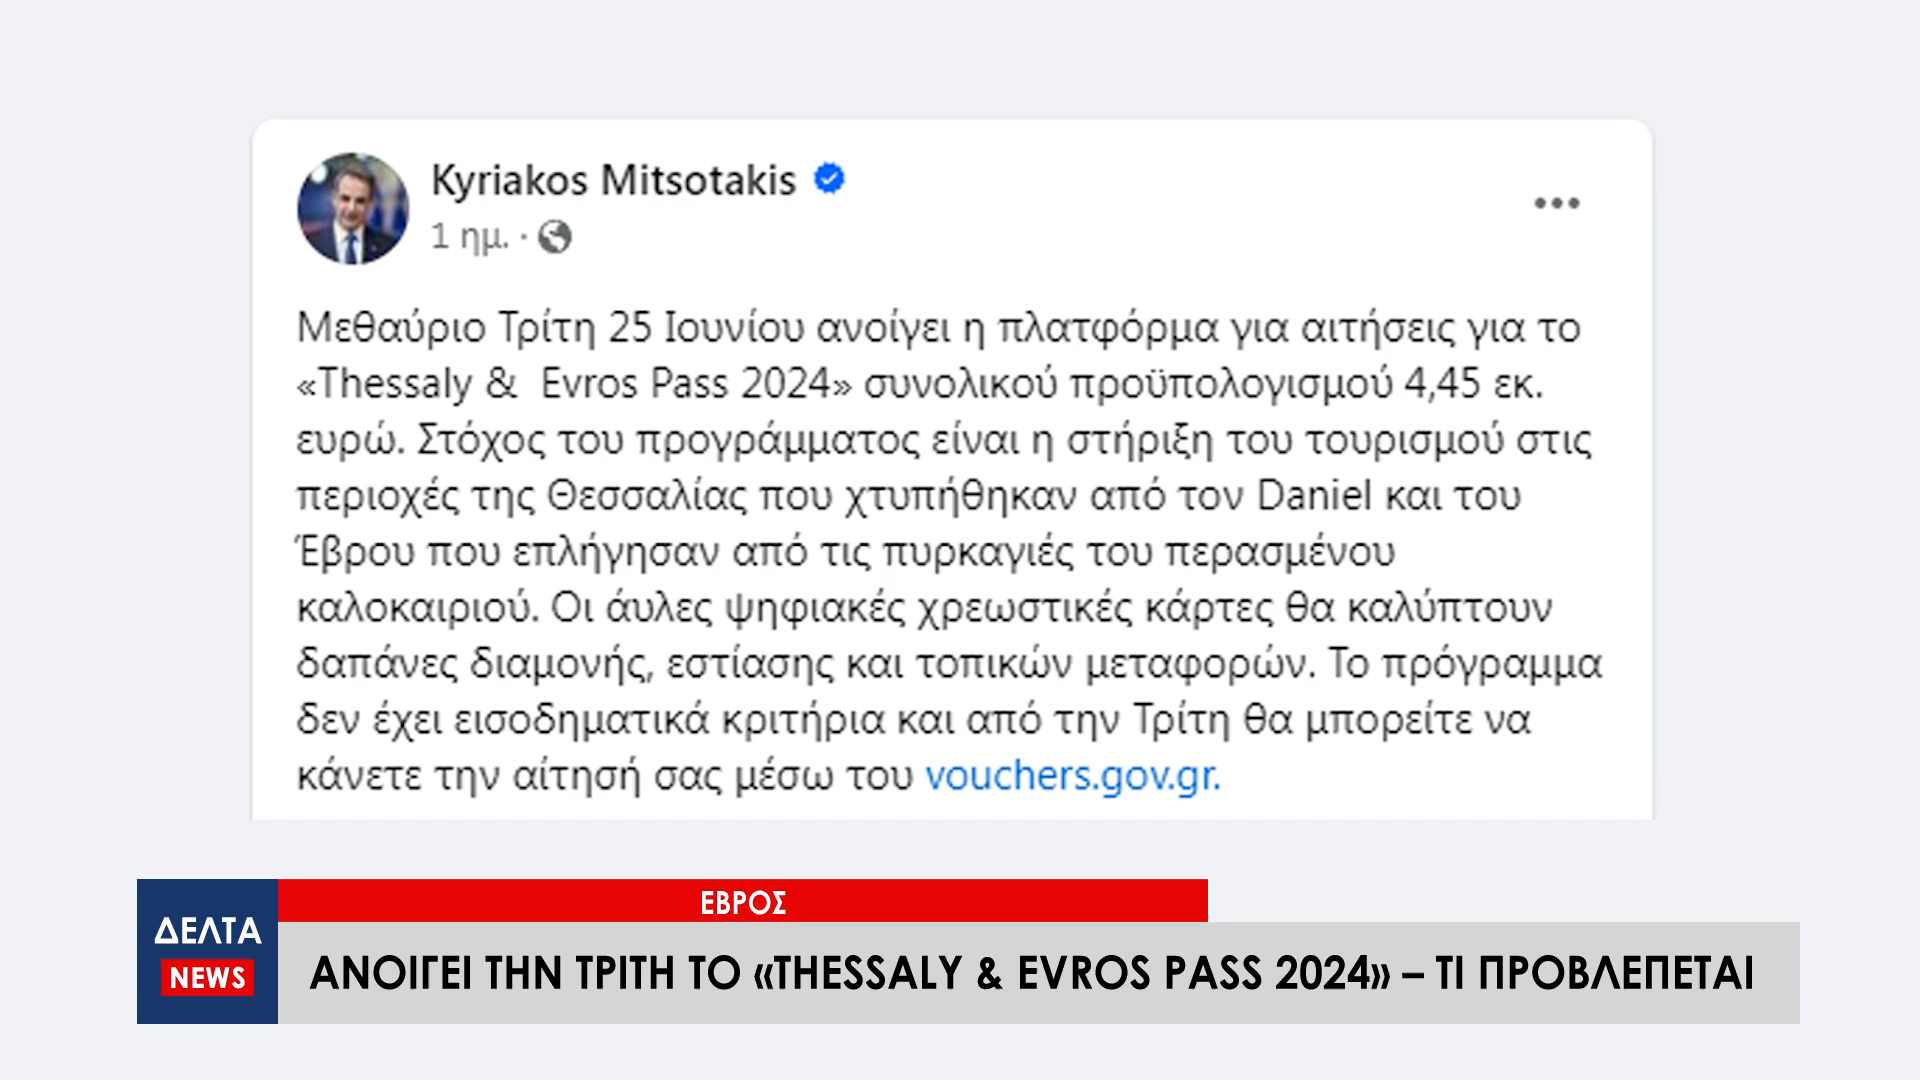 Kyriakos Mitsotakis
1 ημ. ·
Μεθαύριο Τρίτη 25 Ιουνίου ανοίγει η πλατφόρμα για αιτήσεις για το
«Thessaly &  Evros Pass 2024» συνολικού προϋπολογισμού 4,45 εκ.
ευρώ. Στόχος του προγράμματος είναι η στήριξη του τουρισμού στις
περιοχές της Θεσσαλίας που χτυπήθηκαν από τον Daniel και του
Έβρου που επλήγησαν από τις πυρκαγιές του περασμένου
καλοκαιριού. Οι άυλες ψηφιακές χρεωστικές κάρτες θα καλύπτουν
δαπάνες διαμονής, εστίασης και τοπικών μεταφορών. Το πρόγραμμα
δεν έχει εισοδηματικά κριτήρια και από την Τρίτη θα μπορείτε να
κάνετε την αίτησή σας μέσω του vouchers.gov.gr.
ΕΒΡΟΣ
ΔΕΛΤΑ
NEWS
ΑΝΟΙΓΕΙ ΤΗΝ ΤΡΙΤΗ ΤΟ «THESSALY & EVROS PASS 2024» – ΤΙ ΠΡΟΒΛΕΠΕΤΑΙ